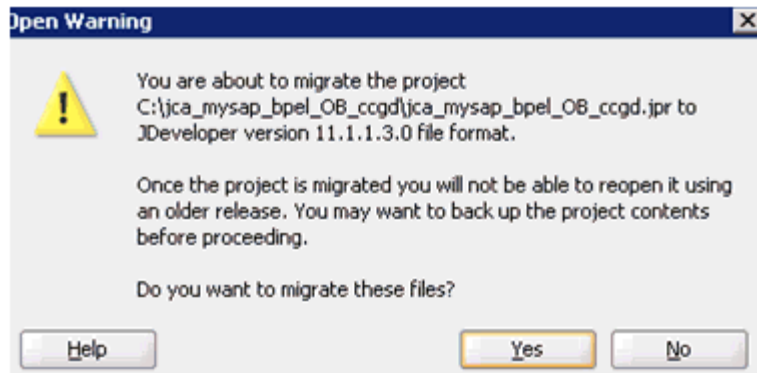 Open Warning
You are about to migrate the project
C:\jca_mysap_bpel_OB_ccgd\jca_mysap_bpel_OB_ccgd.jpr to
JDeveloper version 11.1.1.3.0 file format.
Once the project is migrated you will not be able to reopen it using
an older release. You may want to back up the project contents
before proceeding.
Do you want to migrate these files?
Help Yes No